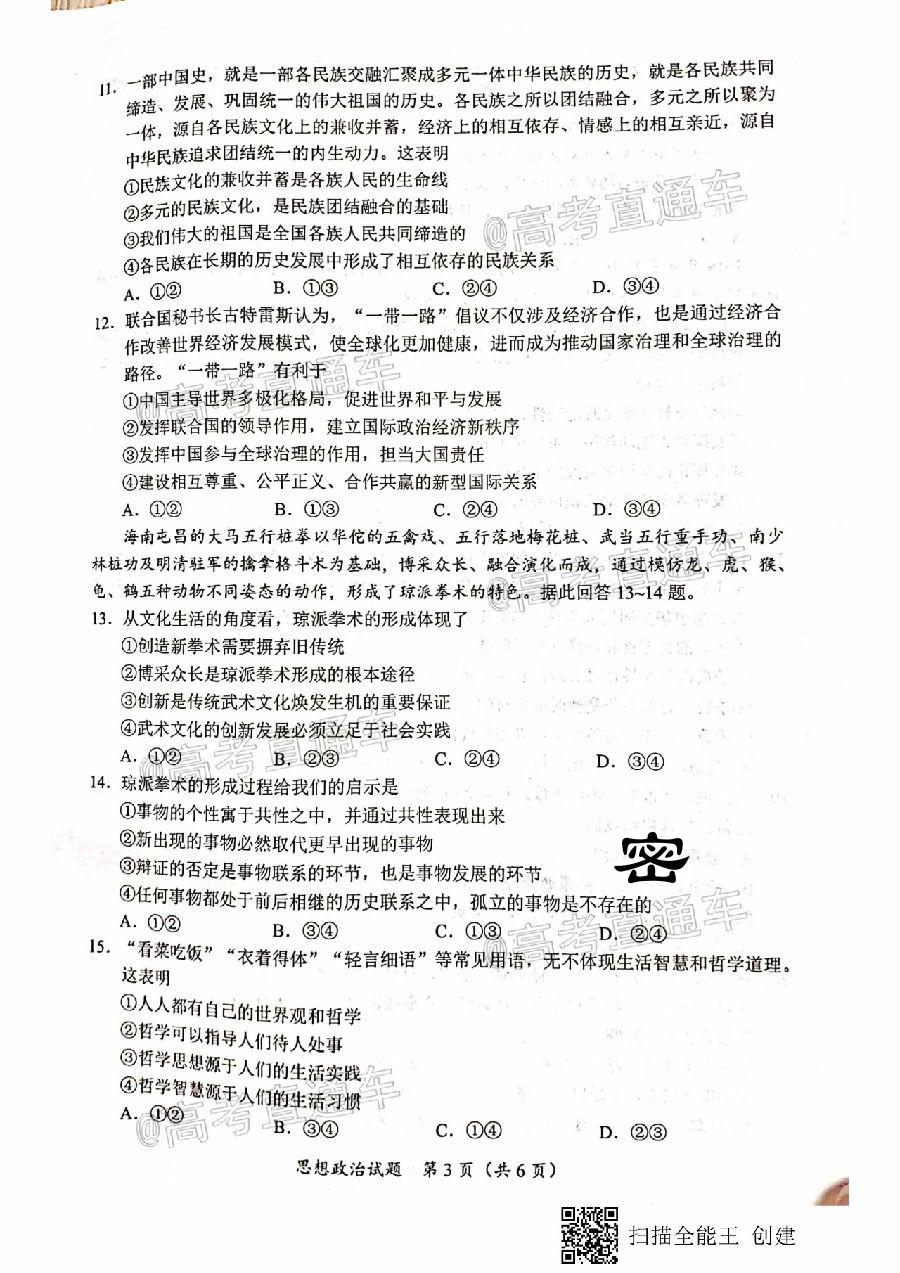 11. 一部中国史，就是一部各民族交融汇聚成多元一体中华民族的历史，就是各民族共同
缔造、发展、巩固统一的伟大祖国的历史。各民族之所以团结融合，多元之所以聚为
一体，源自各民族文化上的兼收并蓄，经济上的相互依存、情感上的相互亲近，源自
中华民族追求团结统一的内生动力。这表明
①民族文化的兼收并蓄是各族人民的生命线
②多元的民族文化，是民族团结融合的基础
③我们伟大的祖国是全国各族人民共同缔造的
④各民族在长期的历史发展中形成了相互依存的民族关系
A. ①② B. ①③ C. ②④ D. ③④
12. 联合国秘书长古特雷斯认为，“一带一路”倡议不仅涉及经济合作，也是通过经济合
作改善世界经济发展模式，使全球化更加健康，进而成为推动国家治理和全球治理的
路径。“一带一路”有利于
①中国主导世界多极化格局，促进世界和平与发展
②发挥联合国的领导作用，建立国际政治经济新秩序
③发挥中国参与全球治理的作用，担当大国责任
④建设相互尊重、公平正义、合作共赢的新型国际关系
A. ①② B. ①③ C. ②④ D. ③④
海南屯昌的大马五行桩拳以华佗的五禽戏、五行落地梅花桩、武当五行重手功、南少
林桩功及明清驻军的擒拿格斗术为基础，博采众长、融合演化而成，通过模仿龙、虎、猴、
龟、鹤五种动物不同姿态的动作，形成了琼派拳术的特色。据此回答13~14题。
13. 从文化生活的角度看，琼派拳术的形成体现了
①创造新拳术需要摒弃旧传统
②博采众长是琼派拳术形成的根本途径
③创新是传统武术文化焕发生机的重要保证
④武术文化的创新发展必须立足于社会实践
A. ①② B. ②③ C. ②④ D. ③④
14. 琼派拳术的形成过程给我们的启示是
①事物的个性寓于共性之中，并通过共性表现出来
②新出现的事物必然取代更早出现的事物
③辩证的否定是事物联系的环节，也是事物发展的环节
④任何事物都处于前后相继的历史联系之中，孤立的事物是不存在的
A. ①② B. ③④ C. ①③ D. ②④
15. “看菜吃饭”“衣着得体”“轻言细语”等常见用语，无不体现生活智慧和哲学道理。
这表明
①人人都有自己的世界观和哲学
②哲学可以指导人们待人处事
③哲学思想源于人们的生活实践
④哲学智慧源于人们的生活习惯
A. ①② B. ③④ C. ①④ D. ②③
密
思想政治试题 第3页（共6页）
@高考直通车
@高考直通车
@高考直通车
@高考直通车
@高考直通车
扫描全能王 创建